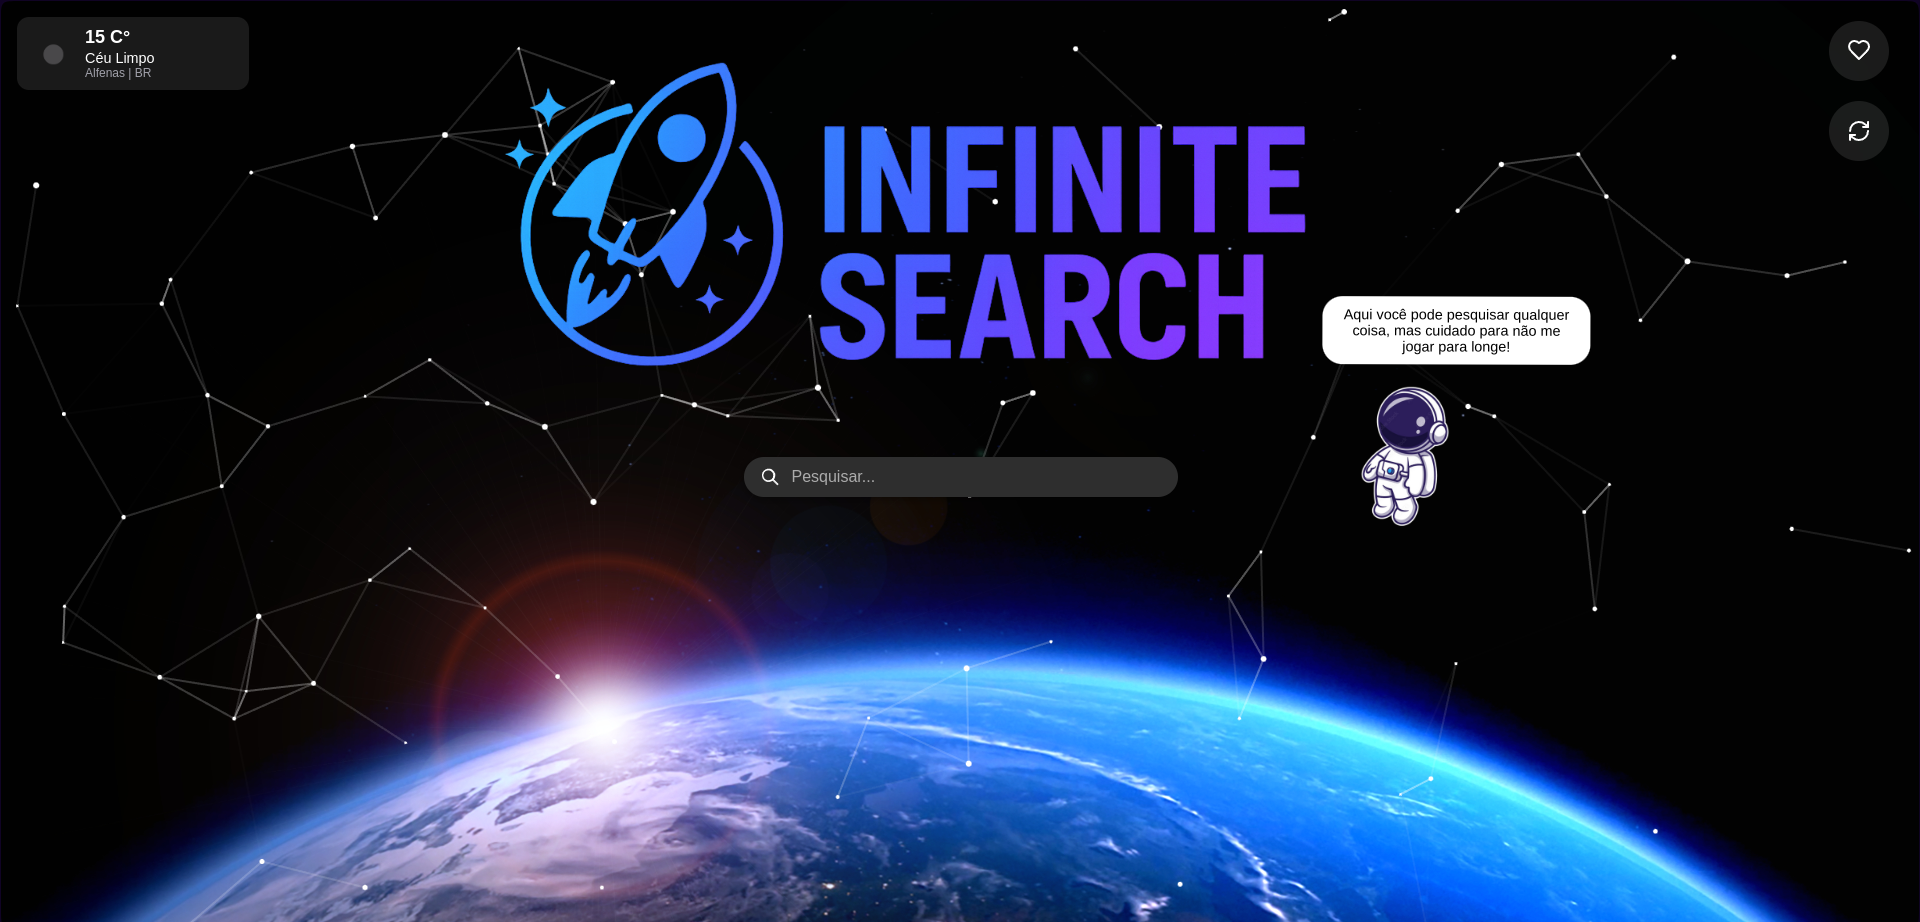 15 C°
Céu Limpo
Alfenas | BR
INFINITE
SEARCH
Aqui você pode pesquisar qualquer
coisa, mas cuidado para não me
jogar para longe!
Pesquisar...